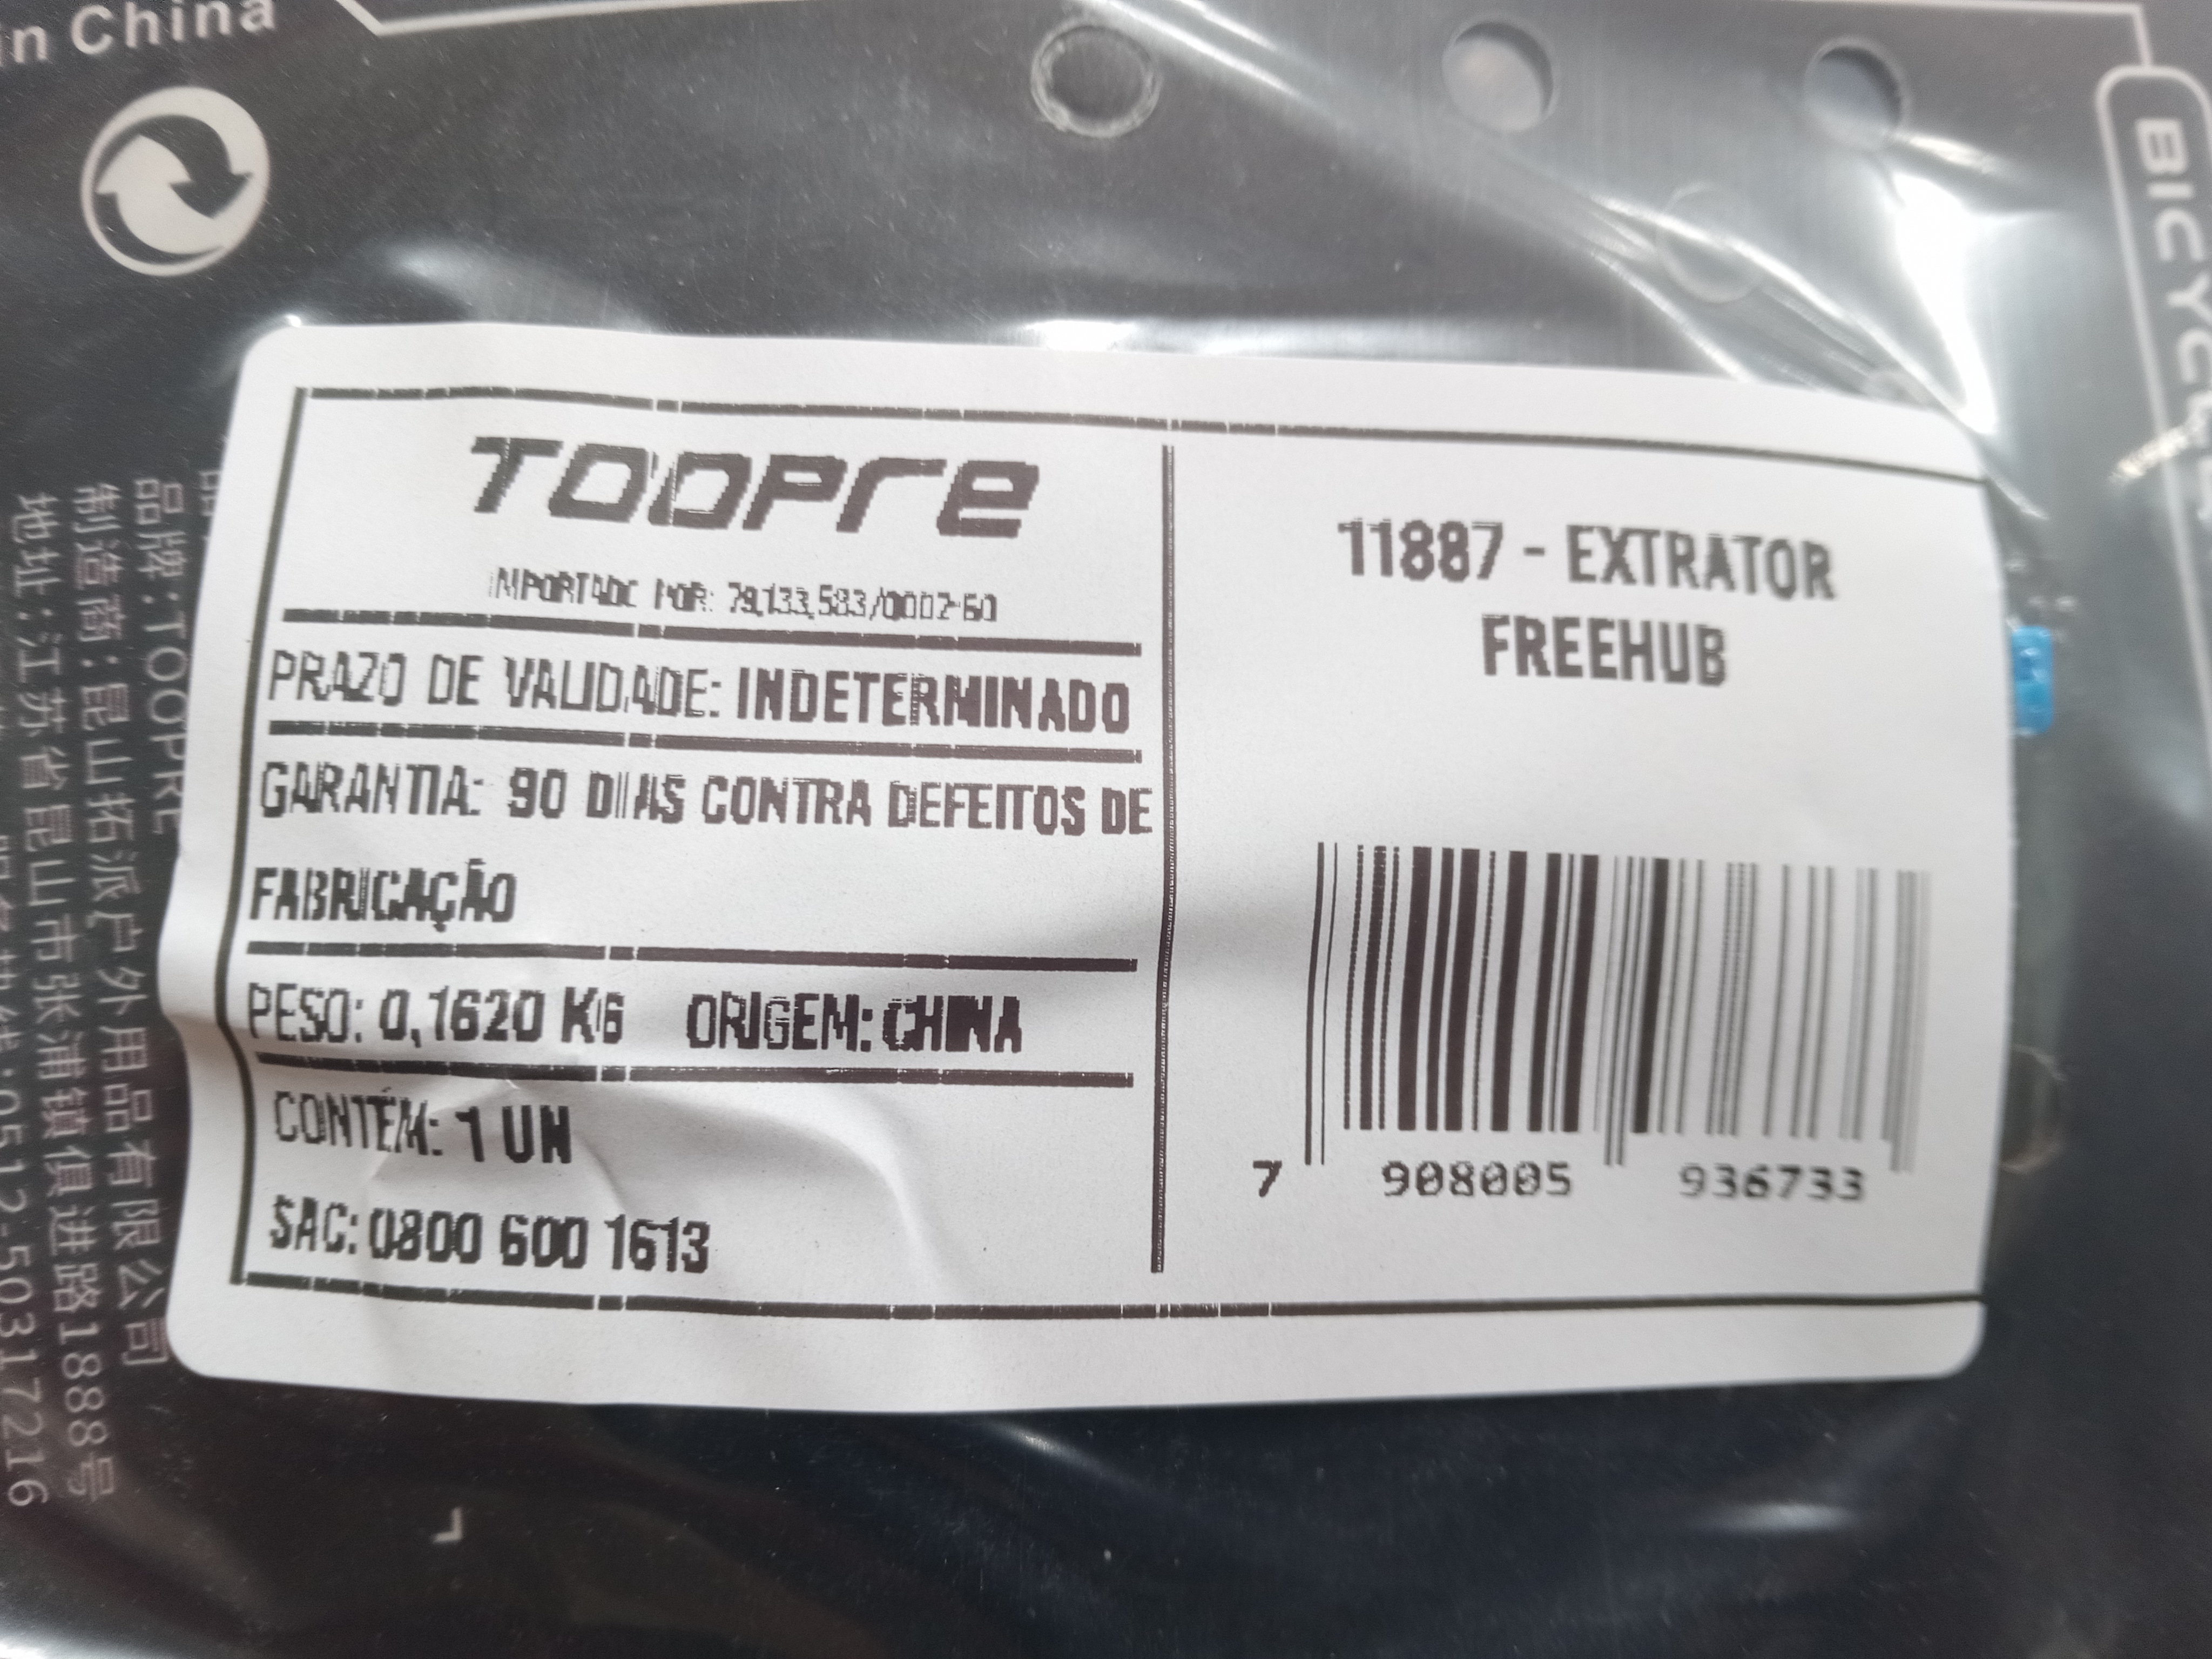 in China
TOOPre
IMPORTADO POR: 79.133.583/0002-60
PRAZO DE VALIDADE: INDETERMINADO
GARANTIA: 90 DIAS CONTRA DEFEITOS DE
FABRICAÇÃO
PESO: 0,1620 KG ORIGEM: CHINA
CONTÉM: 1 UN
SAC: 0800 600 1613
11887 - EXTRATOR
FREEHUB
7 908005 936733
BICYCLE
品牌:TOOPRE
制造商:昆山拓派户外用品有限公司
地址:江苏省昆山市张浦镇俱进路1888号
:0512-50317216